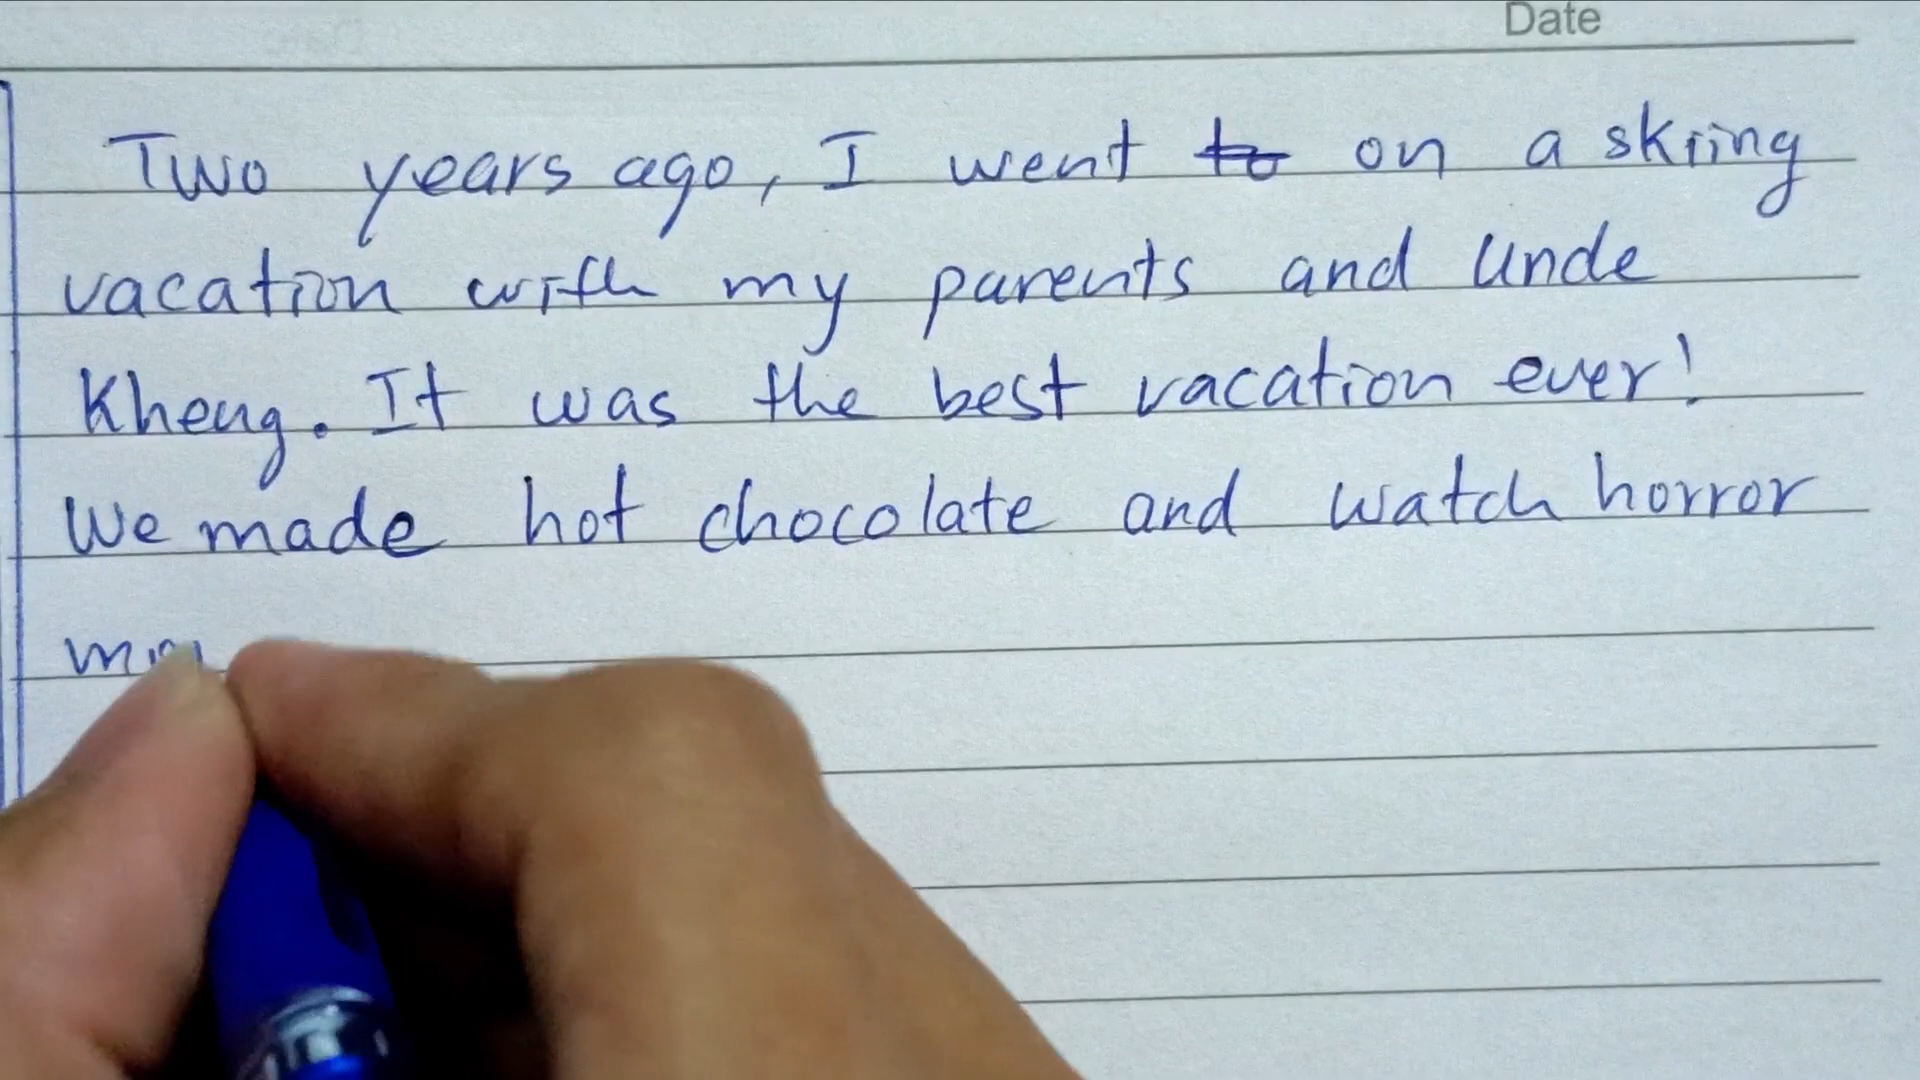 Date
Two years ago, I went to on a skiing
vacation with my parents and Uncle
Kheng. It was the best vacation ever!
We made hot chocolate and watch horror